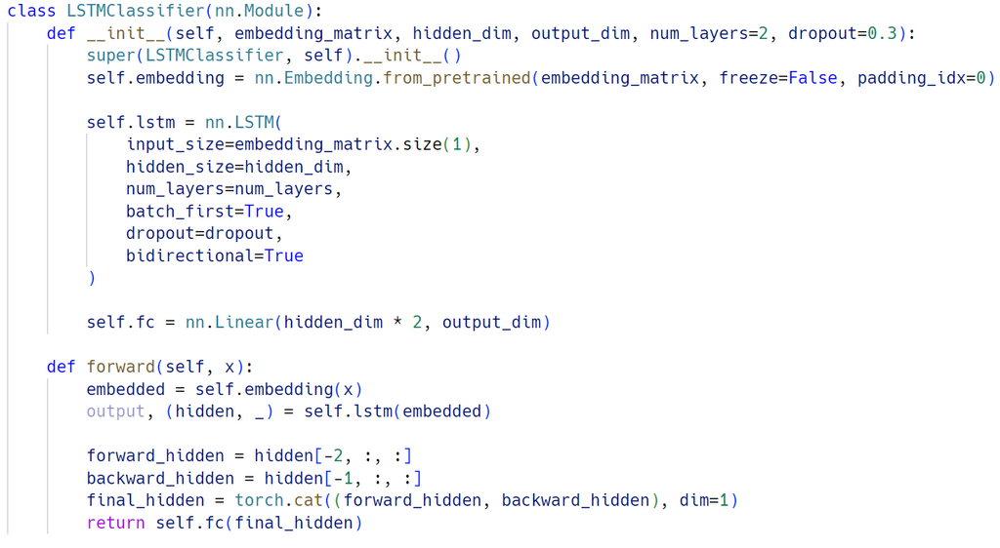 class LSTMClassifier(nn.Module):
    def __init__(self, embedding_matrix, hidden_dim, output_dim, num_layers=2, dropout=0.3):
        super(LSTMClassifier, self).__init__()
        self.embedding = nn.Embedding.from_pretrained(embedding_matrix, freeze=False, padding_idx=0)

        self.lstm = nn.LSTM(
            input_size=embedding_matrix.size(1),
            hidden_size=hidden_dim,
            num_layers=num_layers,
            batch_first=True,
            dropout=dropout,
            bidirectional=True
        )

        self.fc = nn.Linear(hidden_dim * 2, output_dim)

    def forward(self, x):
        embedded = self.embedding(x)
        output, (hidden, _) = self.lstm(embedded)

        forward_hidden = hidden[-2, :, :]
        backward_hidden = hidden[-1, :, :]
        final_hidden = torch.cat((forward_hidden, backward_hidden), dim=1)
        return self.fc(final_hidden)